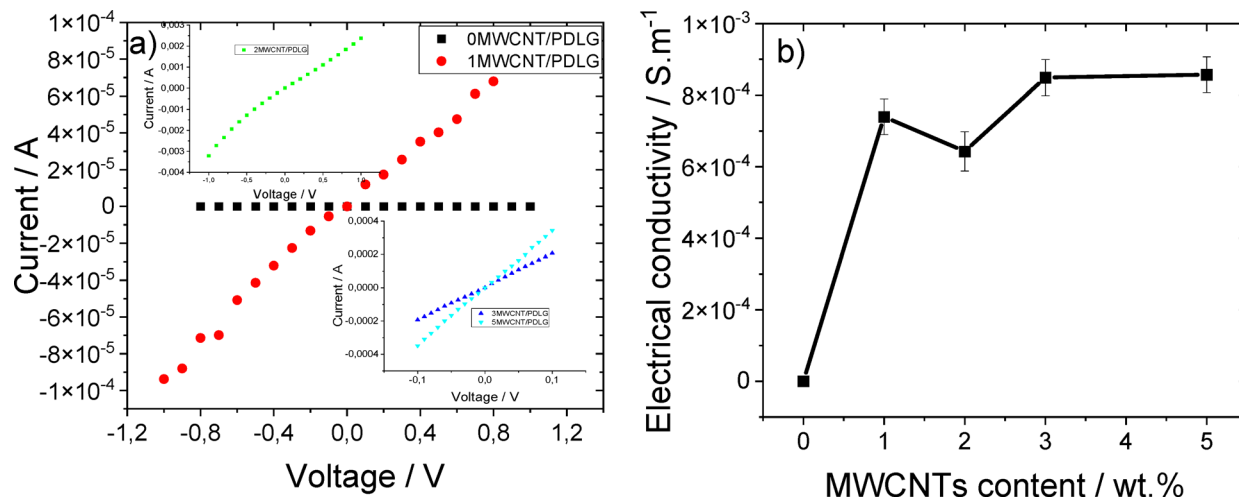 a)
0MWCNT/PDLG
1MWCNT/PDLG
1×10⁻⁴
8×10⁻⁵
6×10⁻⁵
4×10⁻⁵
2×10⁻⁵
0
-2×10⁻⁵
-4×10⁻⁵
-6×10⁻⁵
-8×10⁻⁵
-1×10⁻⁴
Current / A
-1,2 -0,8 -0,4 0,0 0,4 0,8 1,2
Voltage / V
2MWCNT/PDLG
0,003
0,002
0,001
0,000
-0,001
-0,002
-0,003
-0,004
Current / A
-1,0 -0,5 0,0 0,5 1,0
Voltage / V
0,0004
0,0002
0,0000
-0,0002
-0,0004
Current / A
3MWCNT/PDLG
5MWCNT/PDLG
-0,1 0,0 0,1
Voltage / V
b)
1×10⁻³
8×10⁻⁴
6×10⁻⁴
4×10⁻⁴
2×10⁻⁴
0
Electrical conductivity / S.m⁻¹
0 1 2 3 4 5
MWCNTs content / wt.%